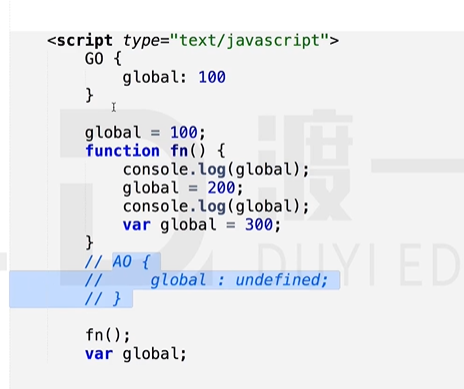 <script type="text/javascript">
GO {
global: 100
}
global = 100;
function fn() {
console.log(global);
global = 200;
console.log(global);
var global = 300;
}
// AO {
//     global : undefined;
// }
fn();
var global;
渡一
DUYI ED